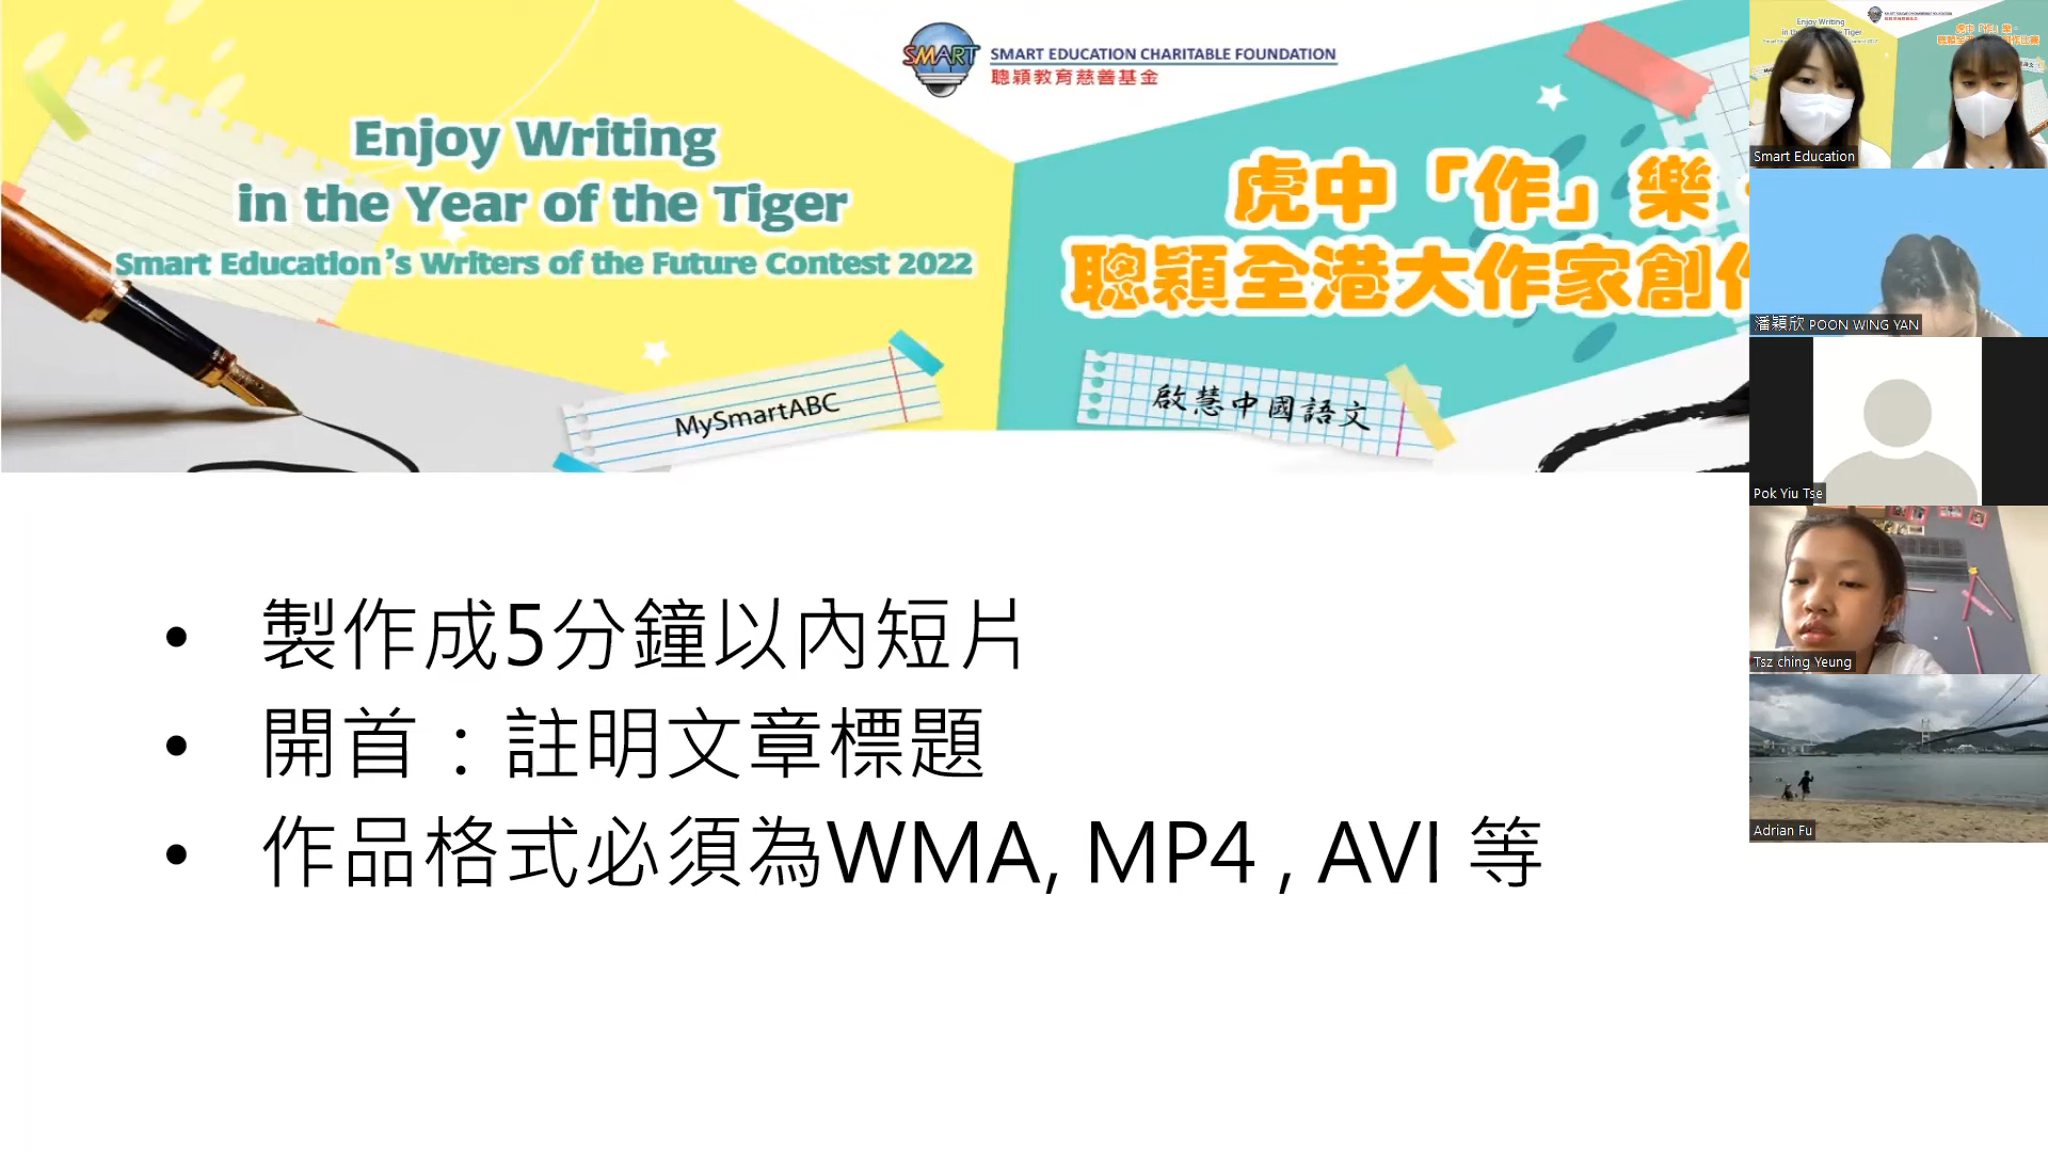 SMART
SMART EDUCATION CHARITABLE FOUNDATION
聰穎教育慈善基金
Enjoy Writing
in the Year of the Tiger
Smart Education's Writers of the Future Contest 2022
虎中「作」樂
聰穎全港大作家創作
MySmartABC
啟慧中國語文
• 製作成5分鐘以內短片
• 開首：註明文章標題
• 作品格式必須為WMA, MP4 , AVI 等
Enjoy Writing
Smart Education
潘穎欣 POON WING YAN
Pok Yiu Tse
Tsz ching Yeung
Adrian Fu